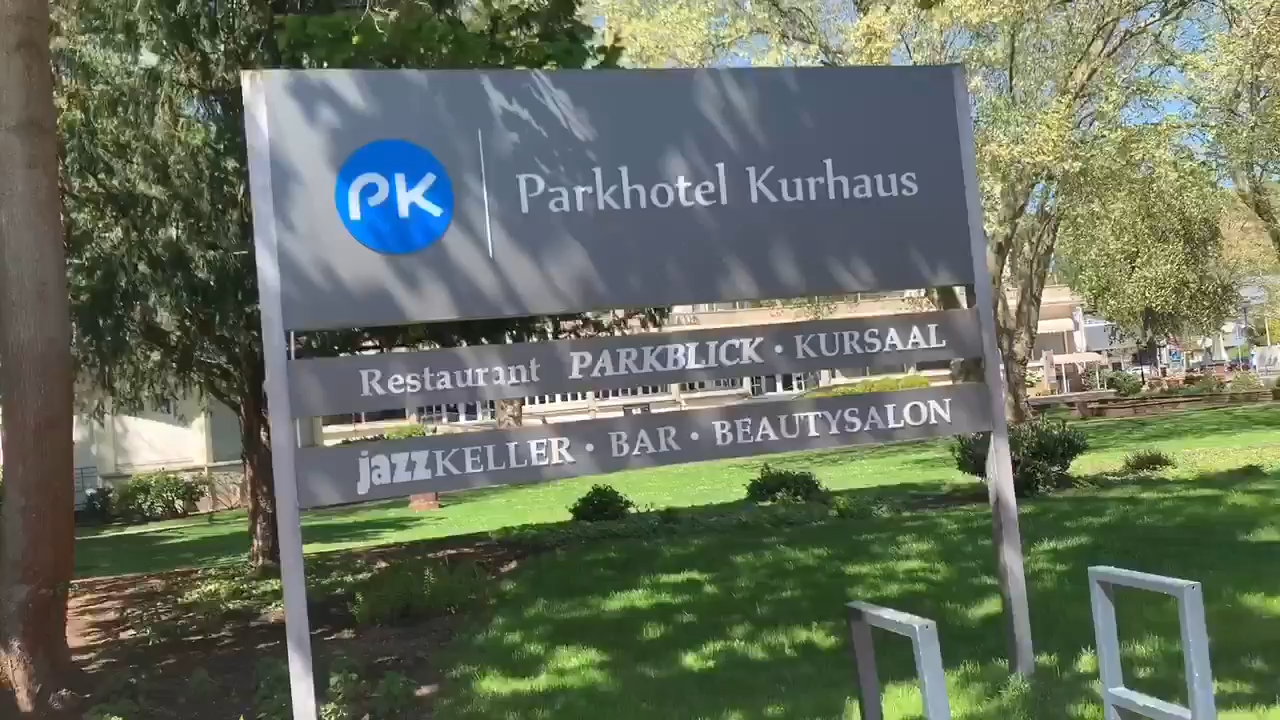 PK
Parkhotel Kurhaus
Restaurant PARKBLICK • KURSAAL
jazzKELLER • BAR • BEAUTYSALON